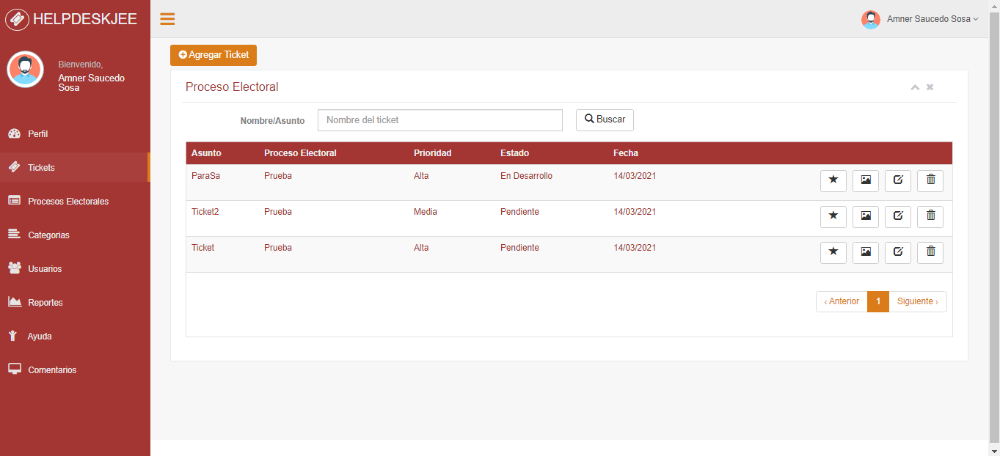 HELPDESKJEE
Amner Saucedo Sosa
Bienvenido,
Amner Saucedo
Sosa
Perfil
Tickets
Procesos Electorales
Categorias
Usuarios
Reportes
Ayuda
Comentarios
Agregar Ticket
Proceso Electoral
Nombre/Asunto Nombre del ticket Buscar
Asunto Proceso Electoral Prioridad Estado Fecha
ParaSa Prueba Alta En Desarrollo 14/03/2021
Ticket2 Prueba Media Pendiente 14/03/2021
Ticket Prueba Alta Pendiente 14/03/2021
‹ Anterior 1 Siguiente ›